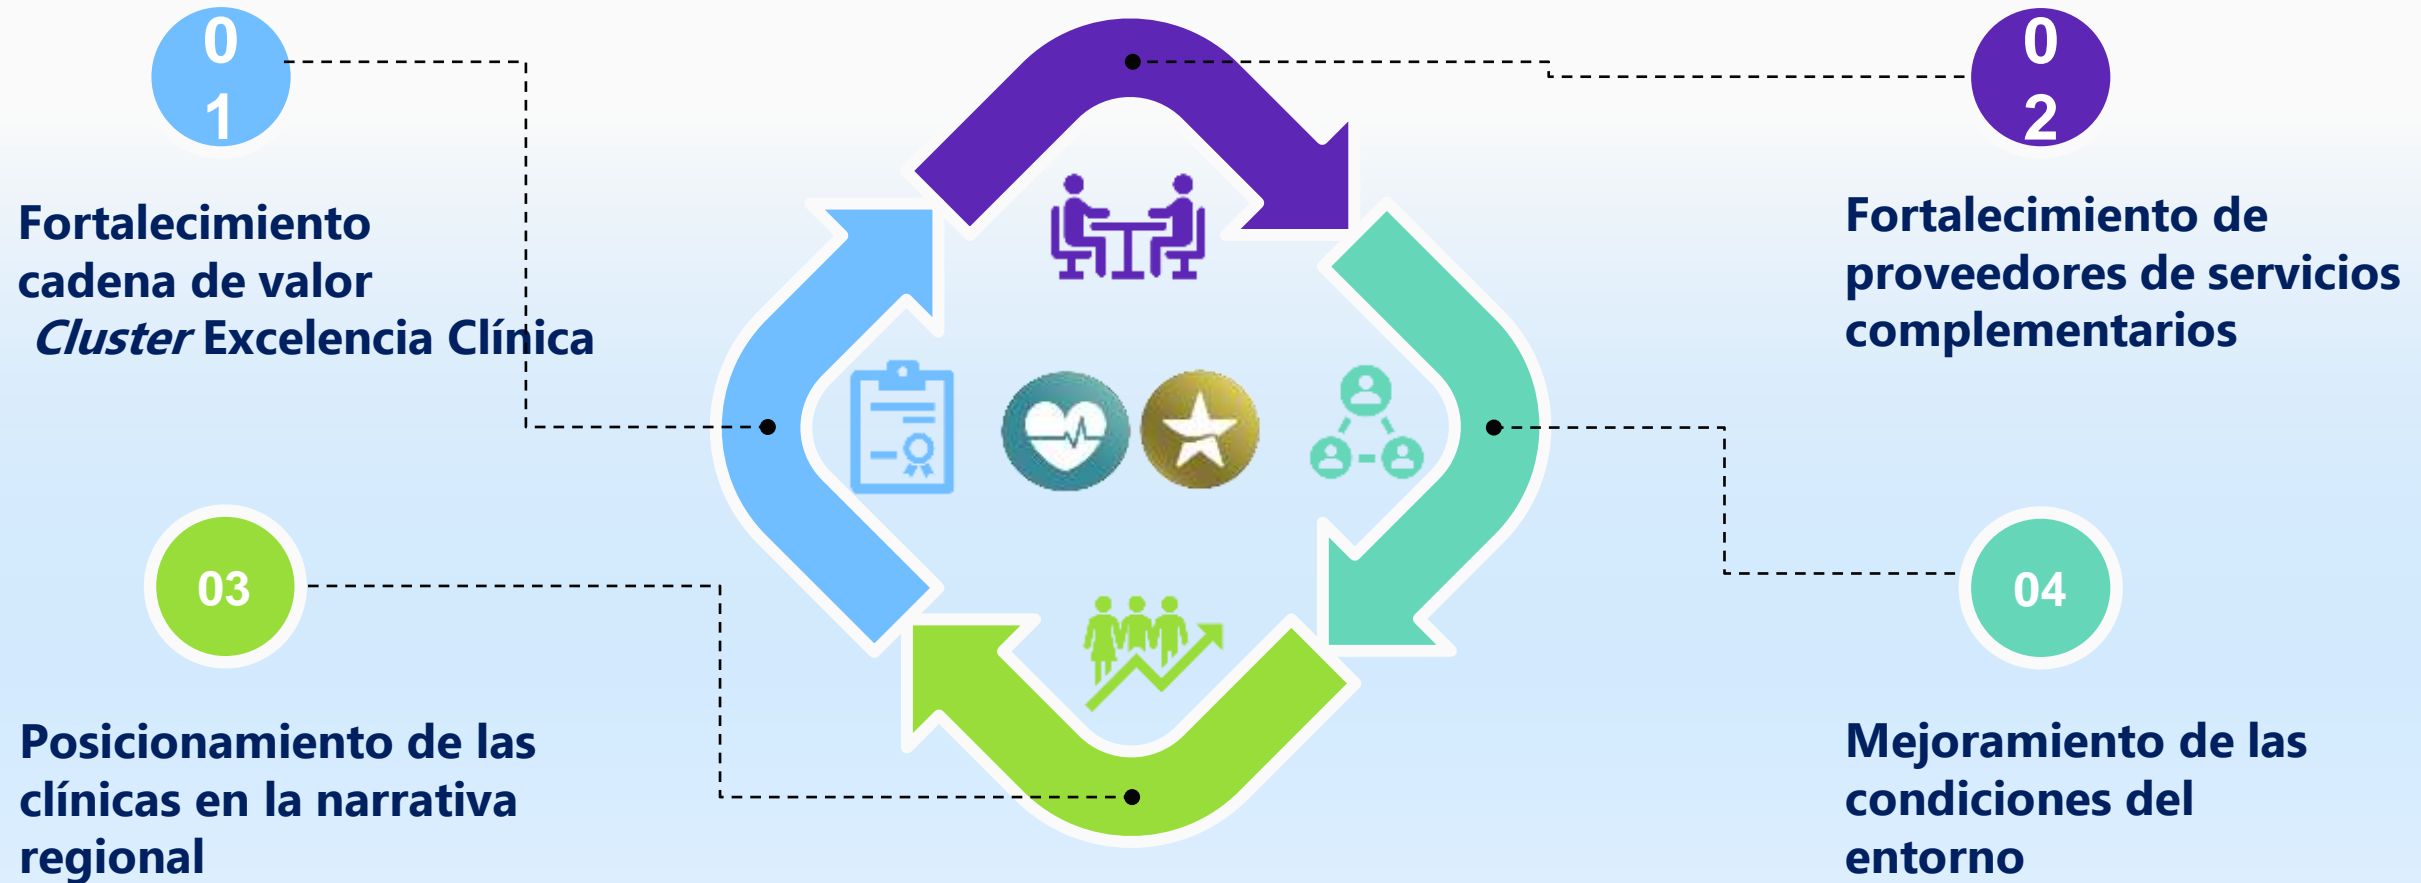 0
1
Fortalecimiento
cadena de valor
Cluster Excelencia Clínica
0
2
Fortalecimiento de
proveedores de servicios
complementarios
03
Posicionamiento de las
clínicas en la narrativa
regional
04
Mejoramiento de las
condiciones del
entorno